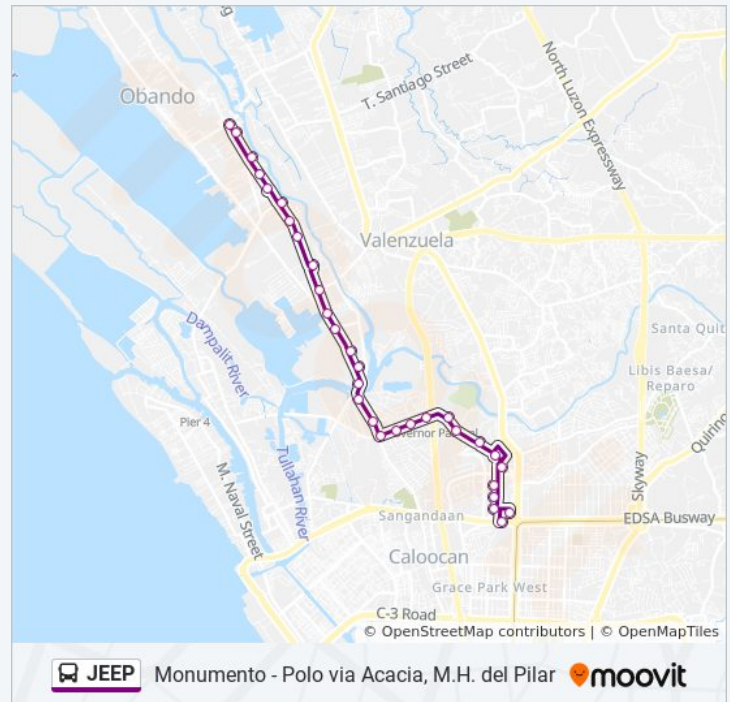 g
Obando
T. Santiago Street
North Luzon Expressway
Valenzuela
Dampalit River
Santa Quit
Libis Baesa/
Reparo
Pier 4
Tullahan River
M. Naval Street
Quirino
Skyway
Sangandaan
EDSA Busway
Caloocan
Grace Park West
C-3 Road
© OpenStreetMap contributors | © OpenMapTiles
JEEP Monumento - Polo via Acacia, M.H. del Pilar moovit